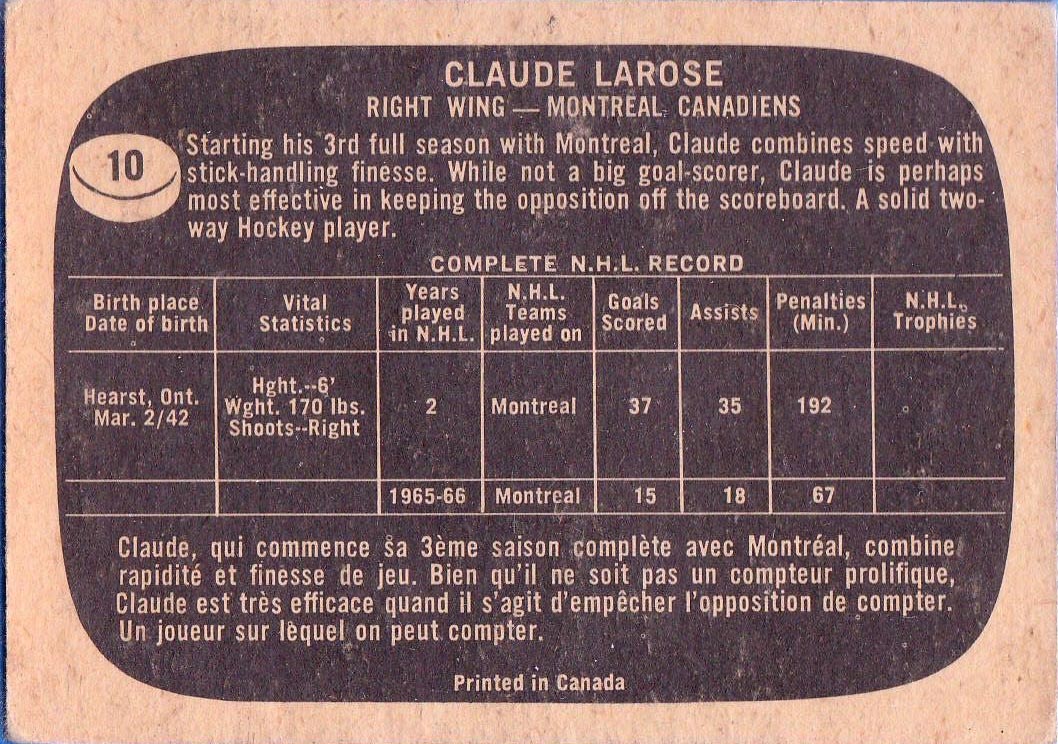 CLAUDE LAROSE
RIGHT WING — MONTREAL CANADIENS
10
Starting his 3rd full season with Montreal, Claude combines speed with
stick-handling finesse. While not a big goal-scorer, Claude is perhaps
most effective in keeping the opposition off the scoreboard. A solid two-
way Hockey player.
COMPLETE N.H.L. RECORD
Birth place
Date of birth
Vital
Statistics
Years
played
in N.H.L.
N.H.L.
Teams
played on
Goals
Scored
Assists
Penalties
(Min.)
N.H.L.
Trophies
Hearst, Ont.
Mar. 2/42
Hght.--6'
Wght. 170 lbs.
Shoots--Right
2
Montreal
37
35
192
1965-66
Montreal
15
18
67
Claude, qui commence sa 3ème saison complète avec Montréal, combine
rapidité et finesse de jeu. Bien qu'il ne soit pas un compteur prolifique,
Claude est très efficace quand il s'agit d'empêcher l'opposition de compter.
Un joueur sur lequel on peut compter.
Printed in Canada